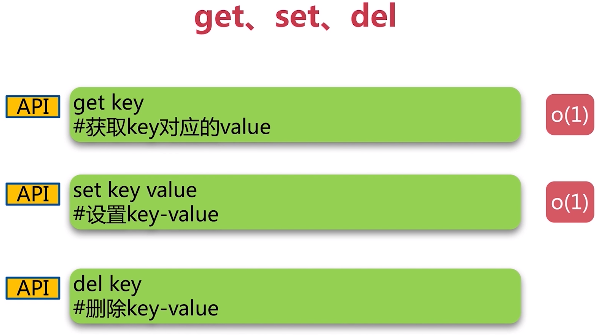 get、set、del
API
get key
#获取key对应的value
o(1)
API
set key value
#设置key-value
o(1)
API
del key
#删除key-value